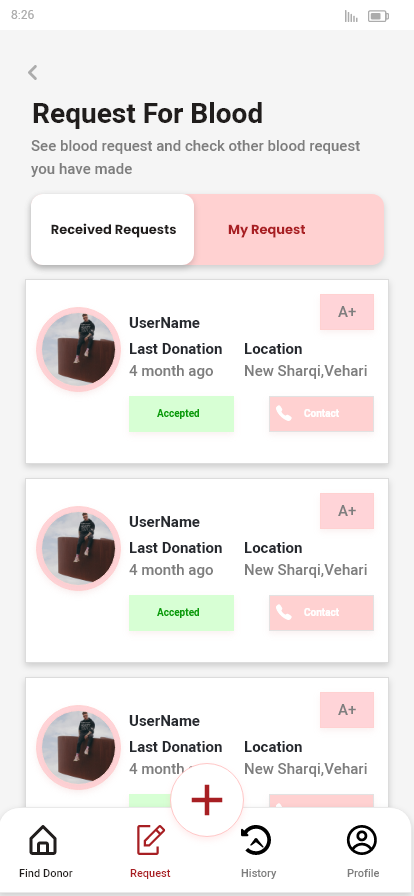 8:26
Request For Blood
See blood request and check other blood request
you have made
Received Requests
My Request
A+
UserName
Last Donation Location
4 month ago New Sharqi,Vehari
Accepted Contact
A+
UserName
Last Donation Location
4 month ago New Sharqi,Vehari
Accepted Contact
A+
UserName
Last Donation Location
4 month New Sharqi,Vehari
Find Donor Request History Profile